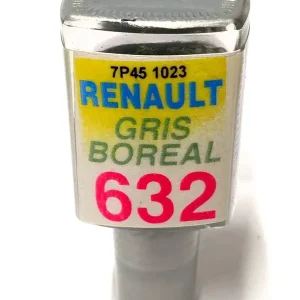 7P45 1023
RENAULT
GRIS
BOREAL
632